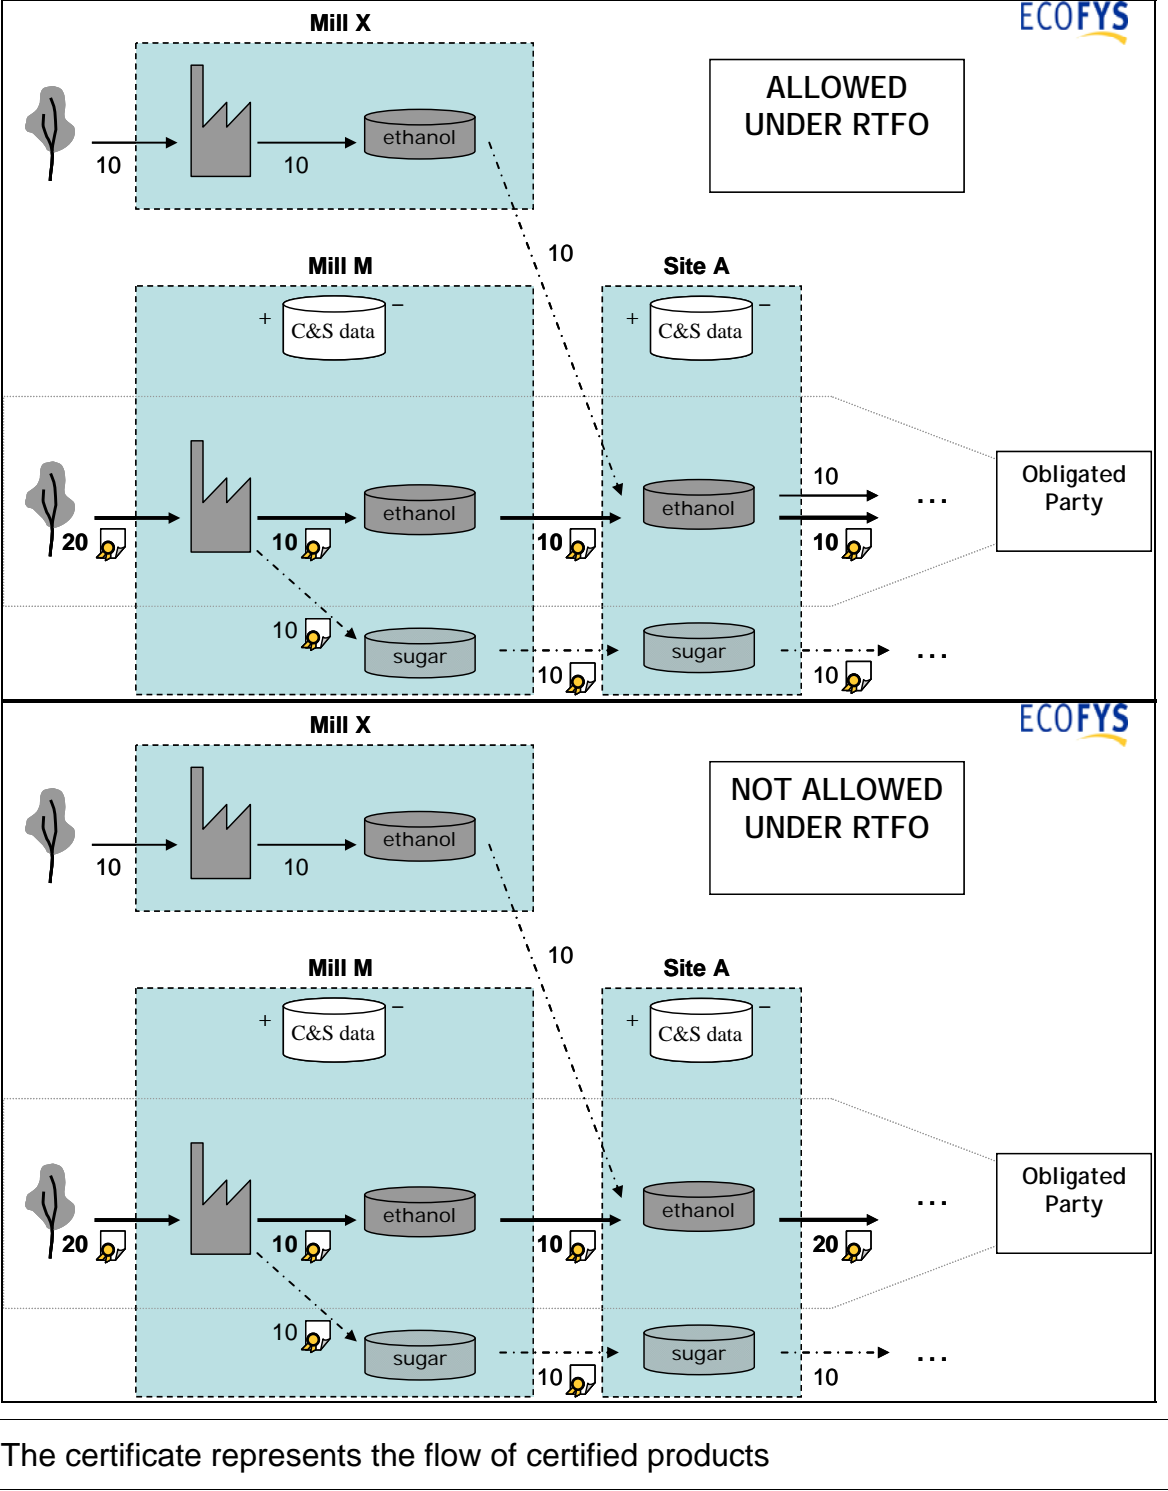 Mill X
ECOFYS
ALLOWED
UNDER RTFO
ethanol
10
10
10
Mill M
Site A
+
C&S data
−
+
C&S data
−
10
Obligated
Party
ethanol
ethanol
...
20
10
10
10
10
sugar
sugar
...
10
10
Mill X
ECOFYS
NOT ALLOWED
UNDER RTFO
ethanol
10
10
10
Mill M
Site A
+
C&S data
−
+
C&S data
−
Obligated
Party
ethanol
ethanol
...
20
10
10
20
10
sugar
sugar
...
10
10
The certificate represents the flow of certified products